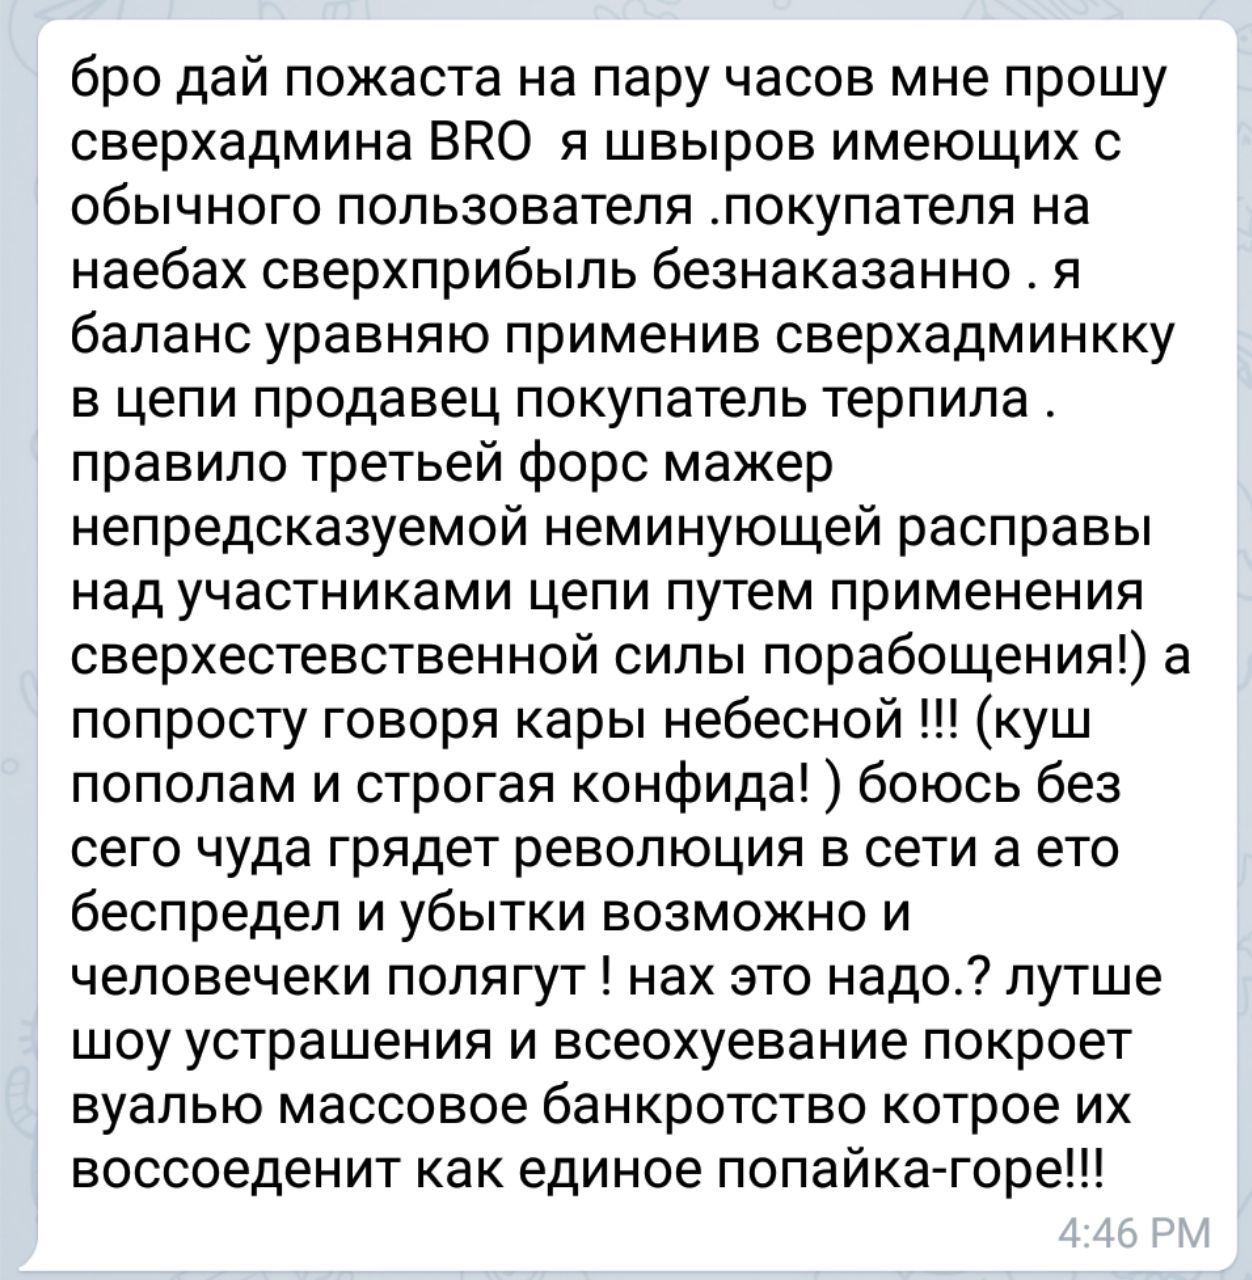 бро дай пожаста на пару часов мне прошу
сверхадмина BRO  я швыров имеющих с
обычного пользователя .покупателя на
наебах сверхприбыль безнаказанно . я
баланс уравняю применив сверхадминкку
в цепи продавец покупатель терпила .
правило третьей форс мажер
непредсказуемой неминующей расправы
над участниками цепи путем применения
сверхестевственной силы порабощения!) а
попросту говоря кары небесной !!! (куш
пополам и строгая конфида! ) боюсь без
сего чуда грядет революция в сети а ето
беспредел и убытки возможно и
человечеки полягут ! нах это надо.? лутше
шоу устрашения и всеохуевание покроет
вуалью массовое банкротство котрое их
воссоеденит как единое попайка-горе!!!
4:46 PM